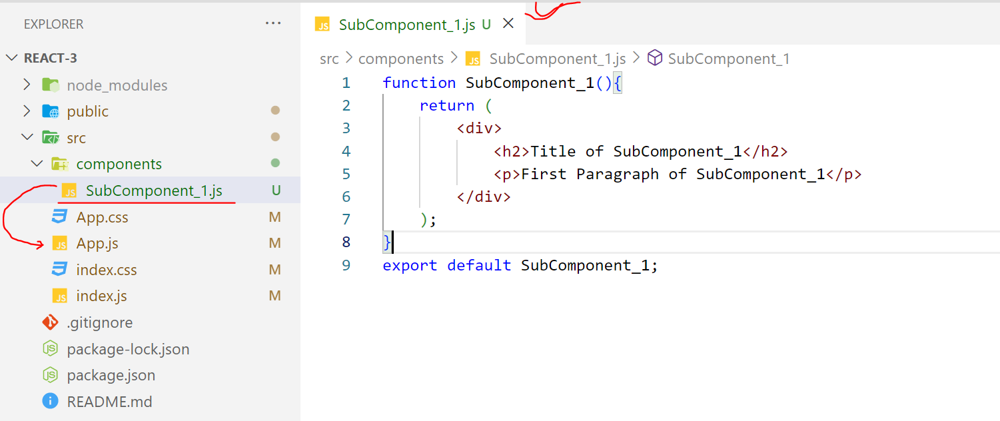 EXPLORER
REACT-3
node_modules
public
src
components
SubComponent_1.js U
App.css M
App.js M
index.css M
index.js M
.gitignore
package-lock.json
package.json
README.md
JS SubComponent_1.js U
src > components > JS SubComponent_1.js > SubComponent_1
1 function SubComponent_1(){
2 return (
3 <div>
4 <h2>Title of SubComponent_1</h2>
5 <p>First Paragraph of SubComponent_1</p>
6 </div>
7 );
8 }
9 export default SubComponent_1;